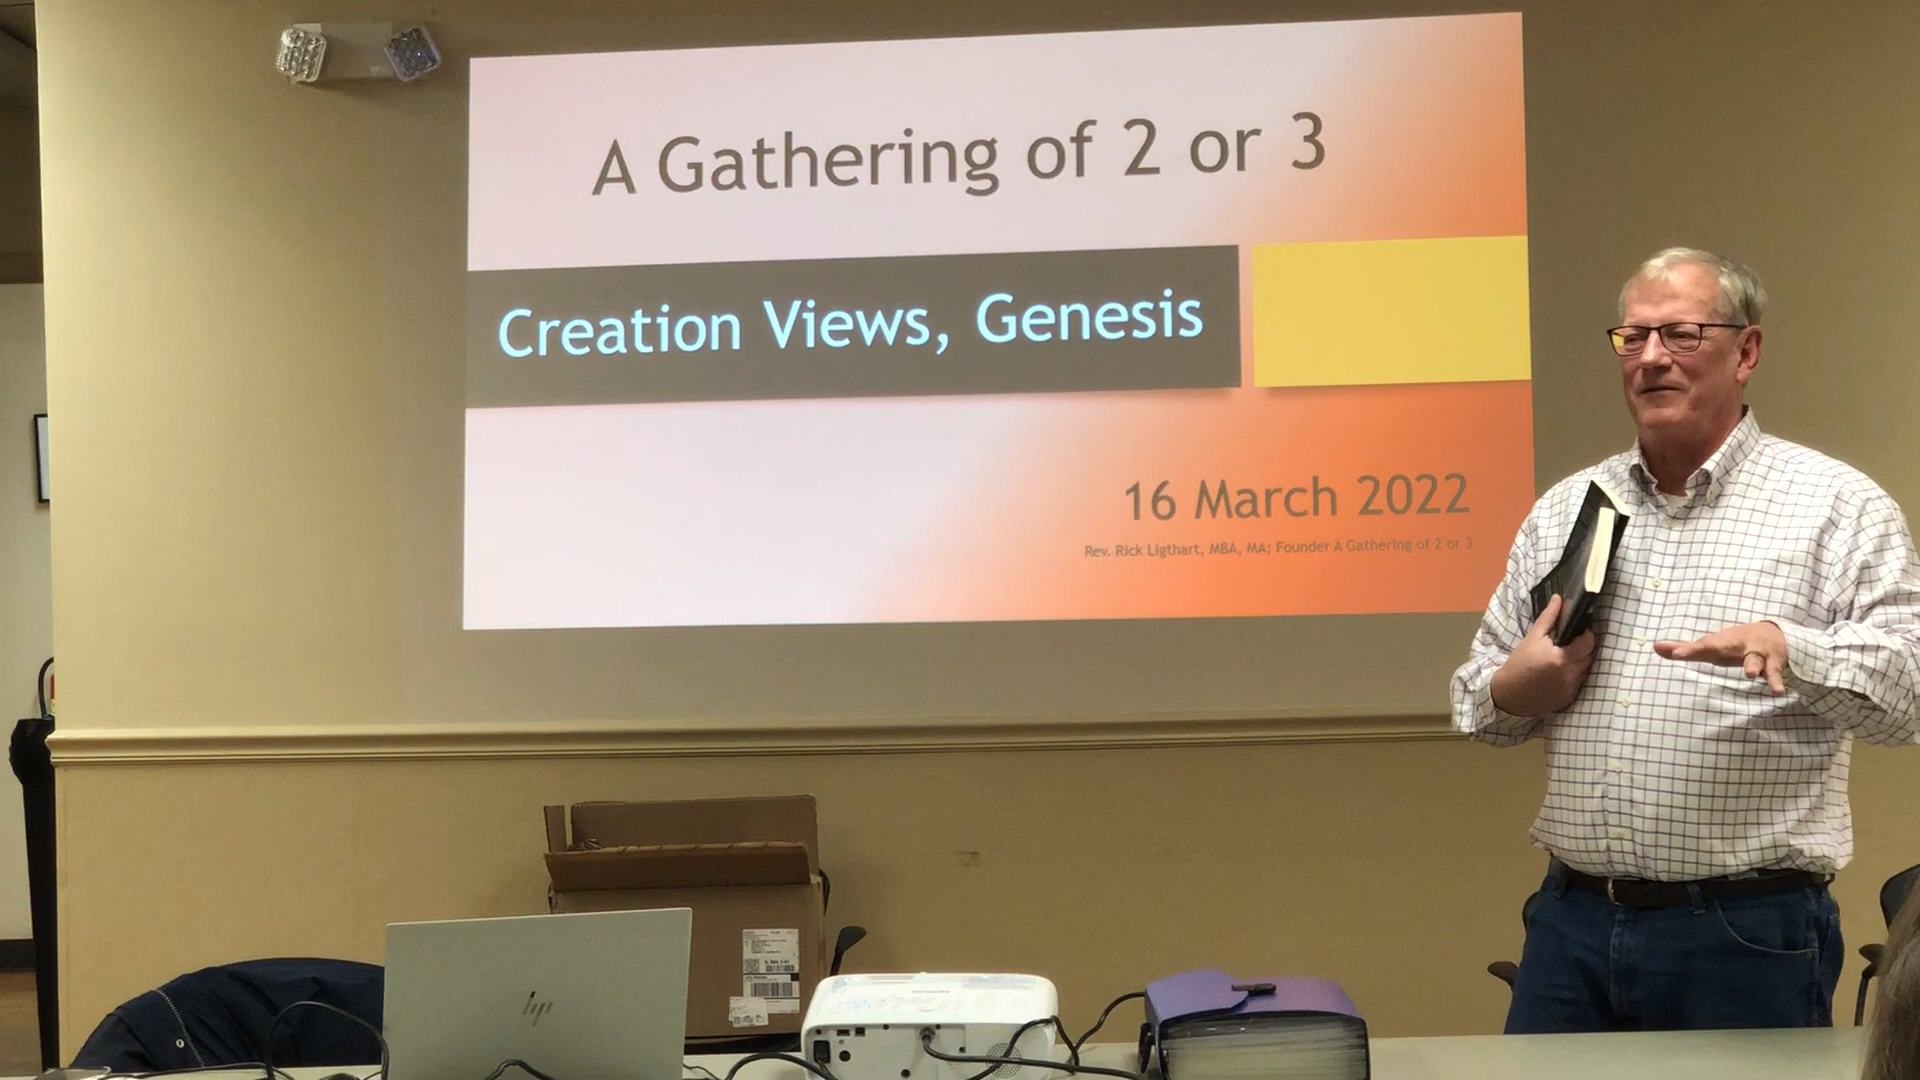 A Gathering of 2 or 3
Creation Views, Genesis
16 March 2022
Rev. Rick Ligthart, MBA, MA; Founder A Gathering of 2 or 3
hp